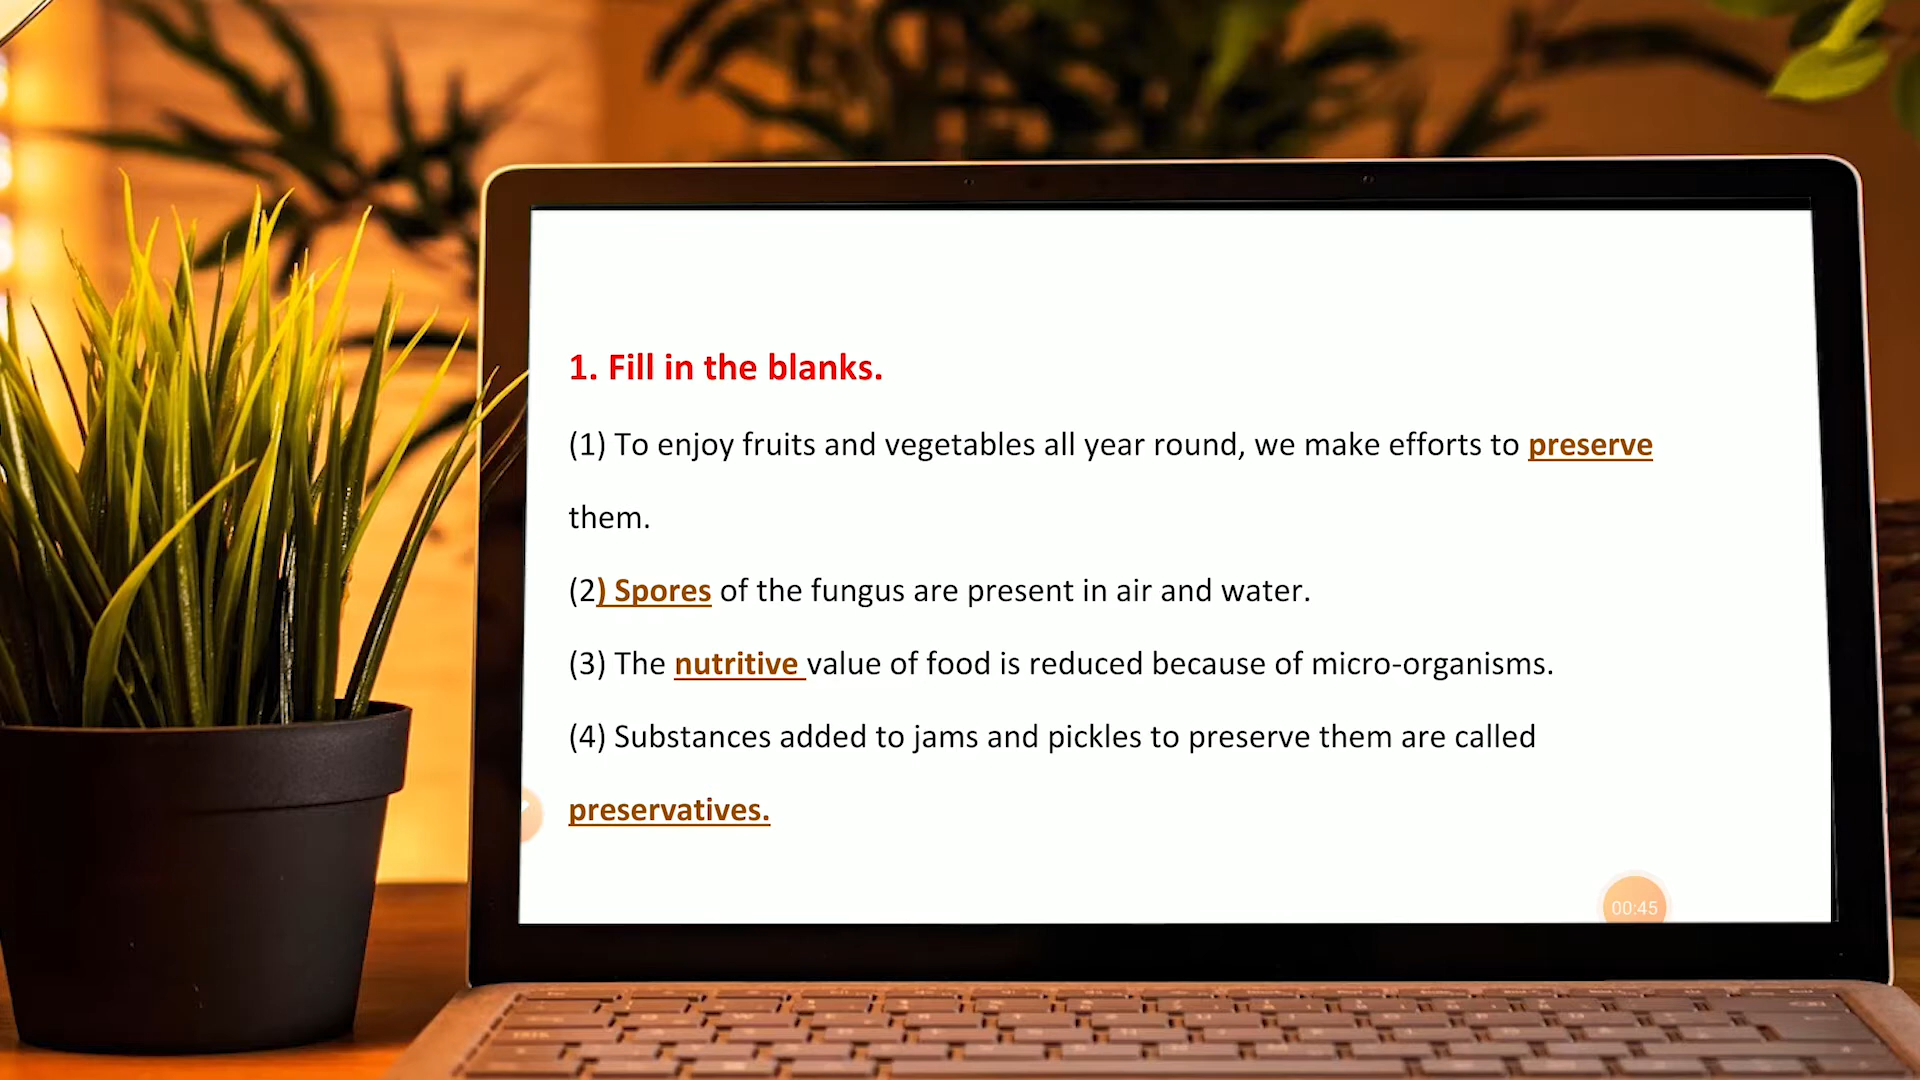 1. Fill in the blanks.
(1) To enjoy fruits and vegetables all year round, we make efforts to preserve
them.
(2) Spores of the fungus are present in air and water.
(3) The nutritive value of food is reduced because of micro-organisms.
(4) Substances added to jams and pickles to preserve them are called
preservatives.
00:45